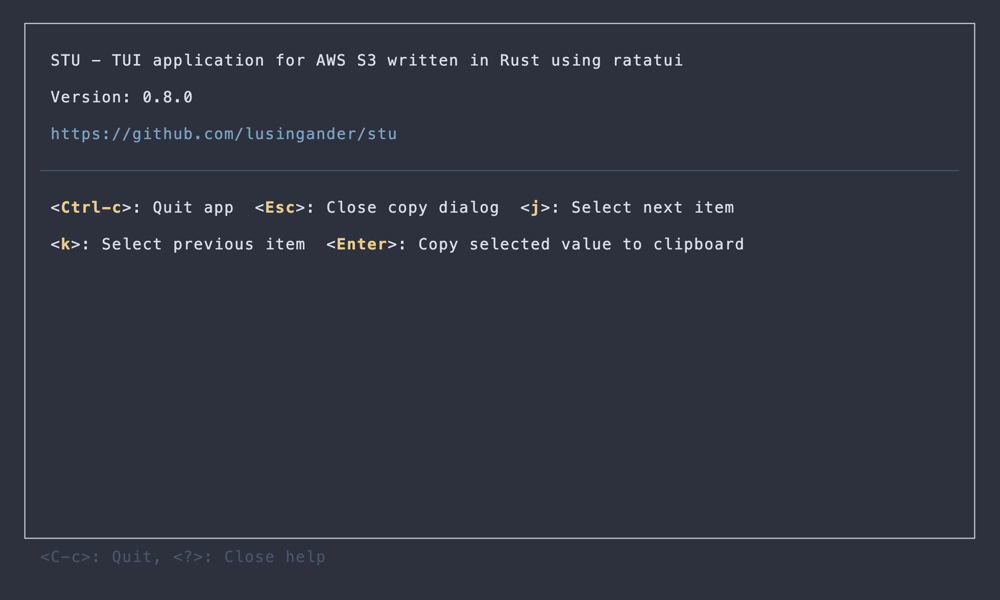 STU – TUI application for AWS S3 written in Rust using ratatui
Version: 0.8.0
https://github.com/lusingander/stu
<Ctrl-c>: Quit app  <Esc>: Close copy dialog  <j>: Select next item
<k>: Select previous item  <Enter>: Copy selected value to clipboard
<C-c>: Quit, <?>: Close help